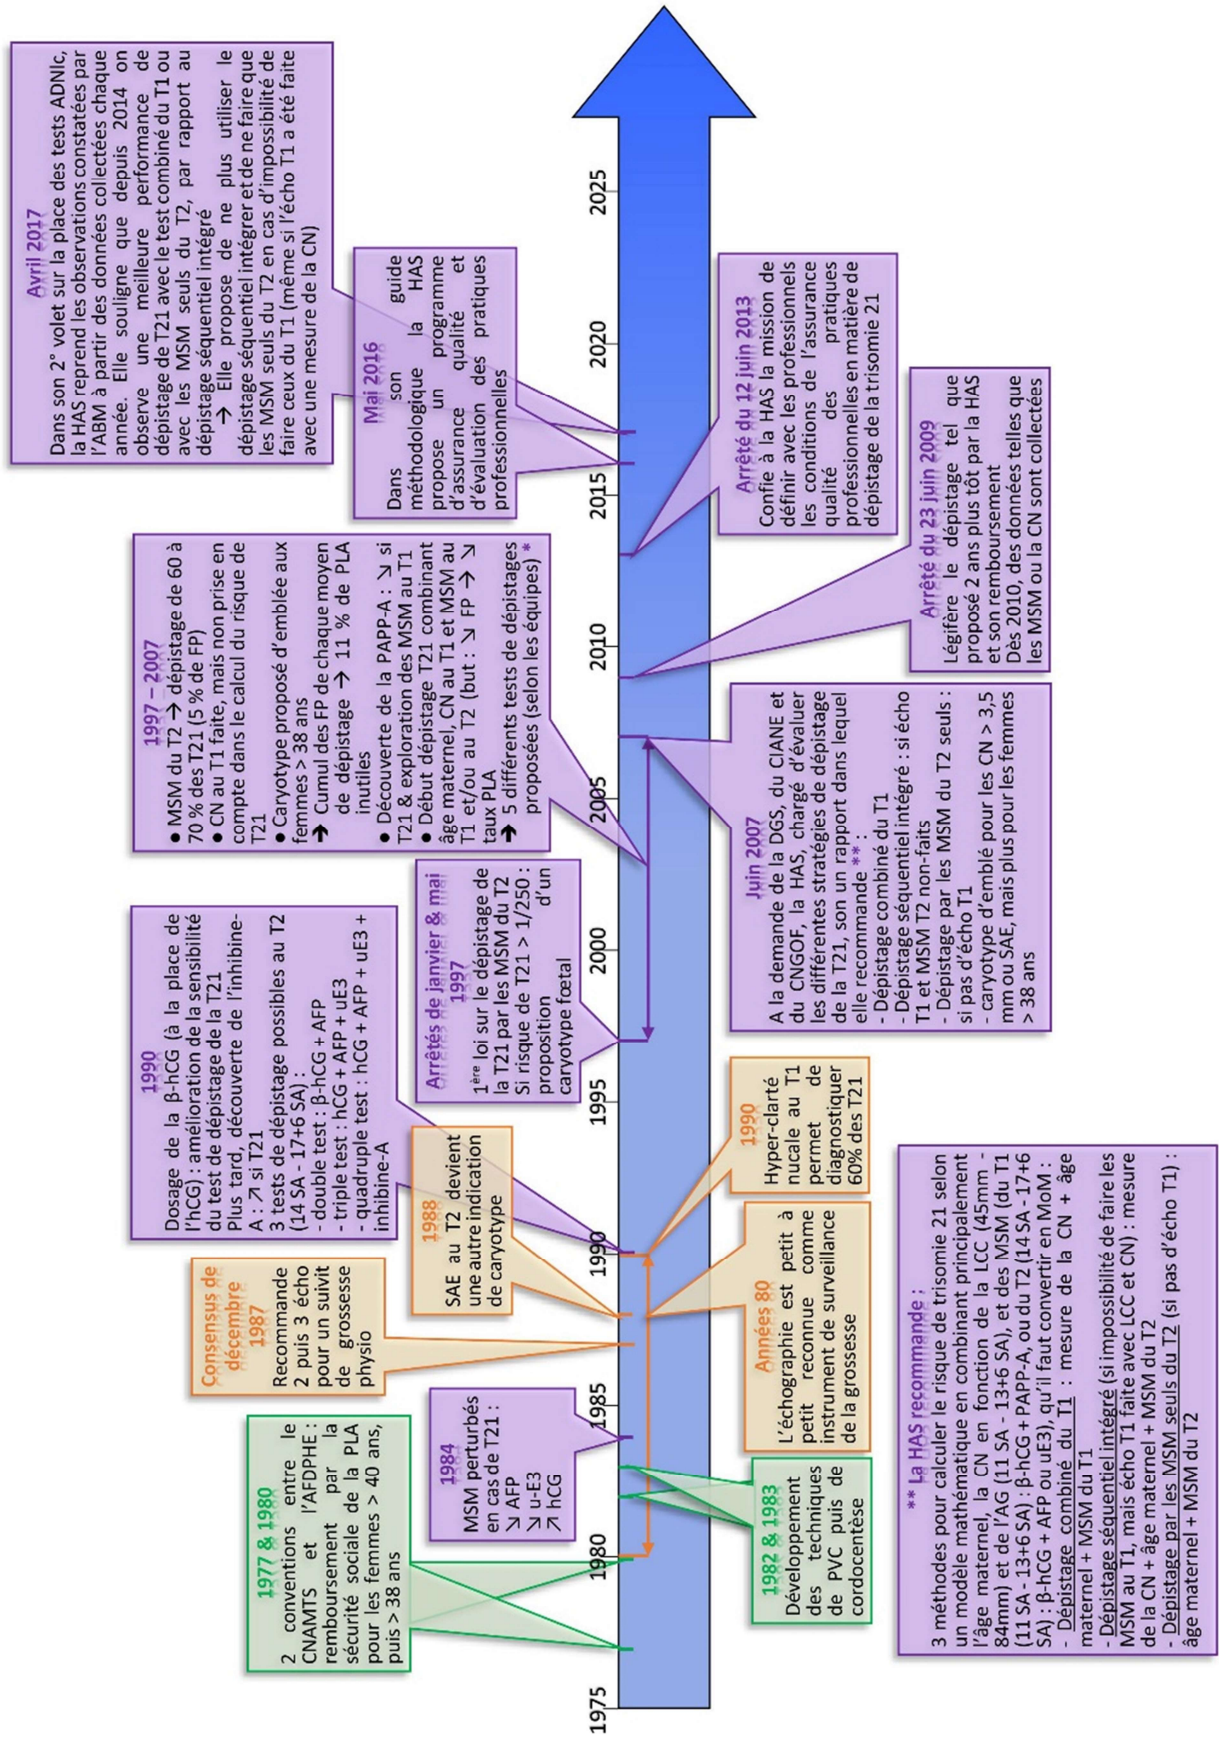 1977 & 1980
2 conventions entre le
CNAMTS et l’AFDPHE :
remboursement par la
sécurité sociale de la PLA
pour les femmes > 40 ans,
puis > 38 ans
Consensus de
décembre
1987
Recommande
2 puis 3 écho
pour un suivit
de grossesse
physio
1990
Dosage de la β-hCG (à la place de
l’hCG) : amélioration de la sensibilité
du test de dépistage de la T21
Plus tard, découverte de l’inhibine-
A : ↗ si T21
3 tests de dépistage possibles au T2
(14 SA - 17+6 SA) :
- double test : β-hCG + AFP
- triple test : hCG + AFP + uE3
- quadruple test : hCG + AFP + uE3 +
inhibine-A
1997 – 2007
● MSM du T2 → dépistage de 60 à
70 % des T21 (5 % de FP)
● CN au T1 faite, mais non prise en
compte dans le calcul du risque de
T21
● Caryotype proposé d’emblée aux
femmes > 38 ans
→ Cumul des FP de chaque moyen
de dépistage → 11 % de PLA
inutiles
● Découverte de la PAPP-A : ↘ si
T21 & exploration des MSM au T1
● Début dépistage T21 combinant
âge maternel, CN au T1 et MSM au
T1 et/ou au T2 (but : ↘ FP → ↘
taux PLA
→ 5 différents tests de dépistages
proposées (selon les équipes) *
Avril 2017
Dans son 2° volet sur la place des tests ADNlc,
la HAS reprend les observations constatées par
l’ABM à partir des données collectées chaque
année. Elle souligne que depuis 2014 on
observe une meilleure performance de
dépistage de T21 avec le test combiné du T1 ou
avec les MSM seuls du T2, par rapport au
dépistage séquentiel intégré
→ Elle propose de ne plus utiliser le
dépiAstage séquentiel intégrer et de ne faire que
les MSM seuls du T2 en cas d’impossibilité de
faire ceux du T1 (même si l’écho T1 a été faite
avec une mesure de la CN)
1984
MSM perturbés
en cas de T21 :
↘ AFP
↘ u-E3
↗ hCG
1988
SAE au T2 devient
une autre indication
de caryotype
Arrêtés de janvier & mai
1997
1ère loi sur le dépistage de
la T21 par les MSM du T2
Si risque de T21 > 1/250 :
proposition d’un
caryotype fœtal
Mai 2016
Dans son guide
méthodologique la HAS
propose un programme
d’assurance qualité et
d’évaluation des pratiques
professionnelles
1975 1980 1985 1990 1995 2000 2005 2010 2015 2020 2025
1982 & 1983
Développement
des techniques
de PVC puis de
cordocentèse
Années 80
L’échographie est petit à
petit reconnue comme
instrument de surveillance
de la grossesse
1990
Hyper-clarté
nucale au T1
permet de
diagnostiquer
60% des T21
Juin 2007
A la demande de la DGS, du CIANE et
du CNGOF, la HAS, chargé d’évaluer
les différentes stratégies de dépistage
de la T21, son un rapport dans lequel
elle recommande ** :
- Dépistage combiné du T1
- Dépistage séquentiel intégré : si écho
T1 et MSM T2 non-faits
- Dépistage par les MSM du T2 seuls :
si pas d’écho T1
- caryotype d’emblé pour les CN > 3,5
mm ou SAE, mais plus pour les femmes
> 38 ans
Arrêté du 23 juin 2009
Légifère le dépistage tel que
proposé 2 ans plus tôt par la HAS
et son remboursement
Dès 2010, des données telles que
les MSM ou la CN sont collectées
Arrêté du 12 juin 2013
Confie à la HAS la mission de
définir avec les professionnels
les conditions de l’assurance
qualité des pratiques
professionnelles en matière de
dépistage de la trisomie 21
** La HAS recommande :
3 méthodes pour calculer le risque de trisomie 21 selon
un modèle mathématique en combinant principalement
l’âge maternel, la CN en fonction de la LCC (45mm -
84mm) et de l’AG (11 SA - 13+6 SA), et des MSM (du T1
(11 SA - 13+6 SA) : β-hCG + PAPP-A, ou du T2 (14 SA - 17+6
SA) : β-hCG + AFP ou uE3), qu’il faut convertir en MoM :
- Dépistage combiné du T1 : mesure de la CN + âge
maternel + MSM du T1
- Dépistage séquentiel intégré (si impossibilité de faire les
MSM au T1, mais écho T1 faite avec LCC et CN) : mesure
de la CN + âge maternel + MSM du T2
- Dépistage par les MSM seuls du T2 (si pas d’écho T1) :
âge maternel + MSM du T2